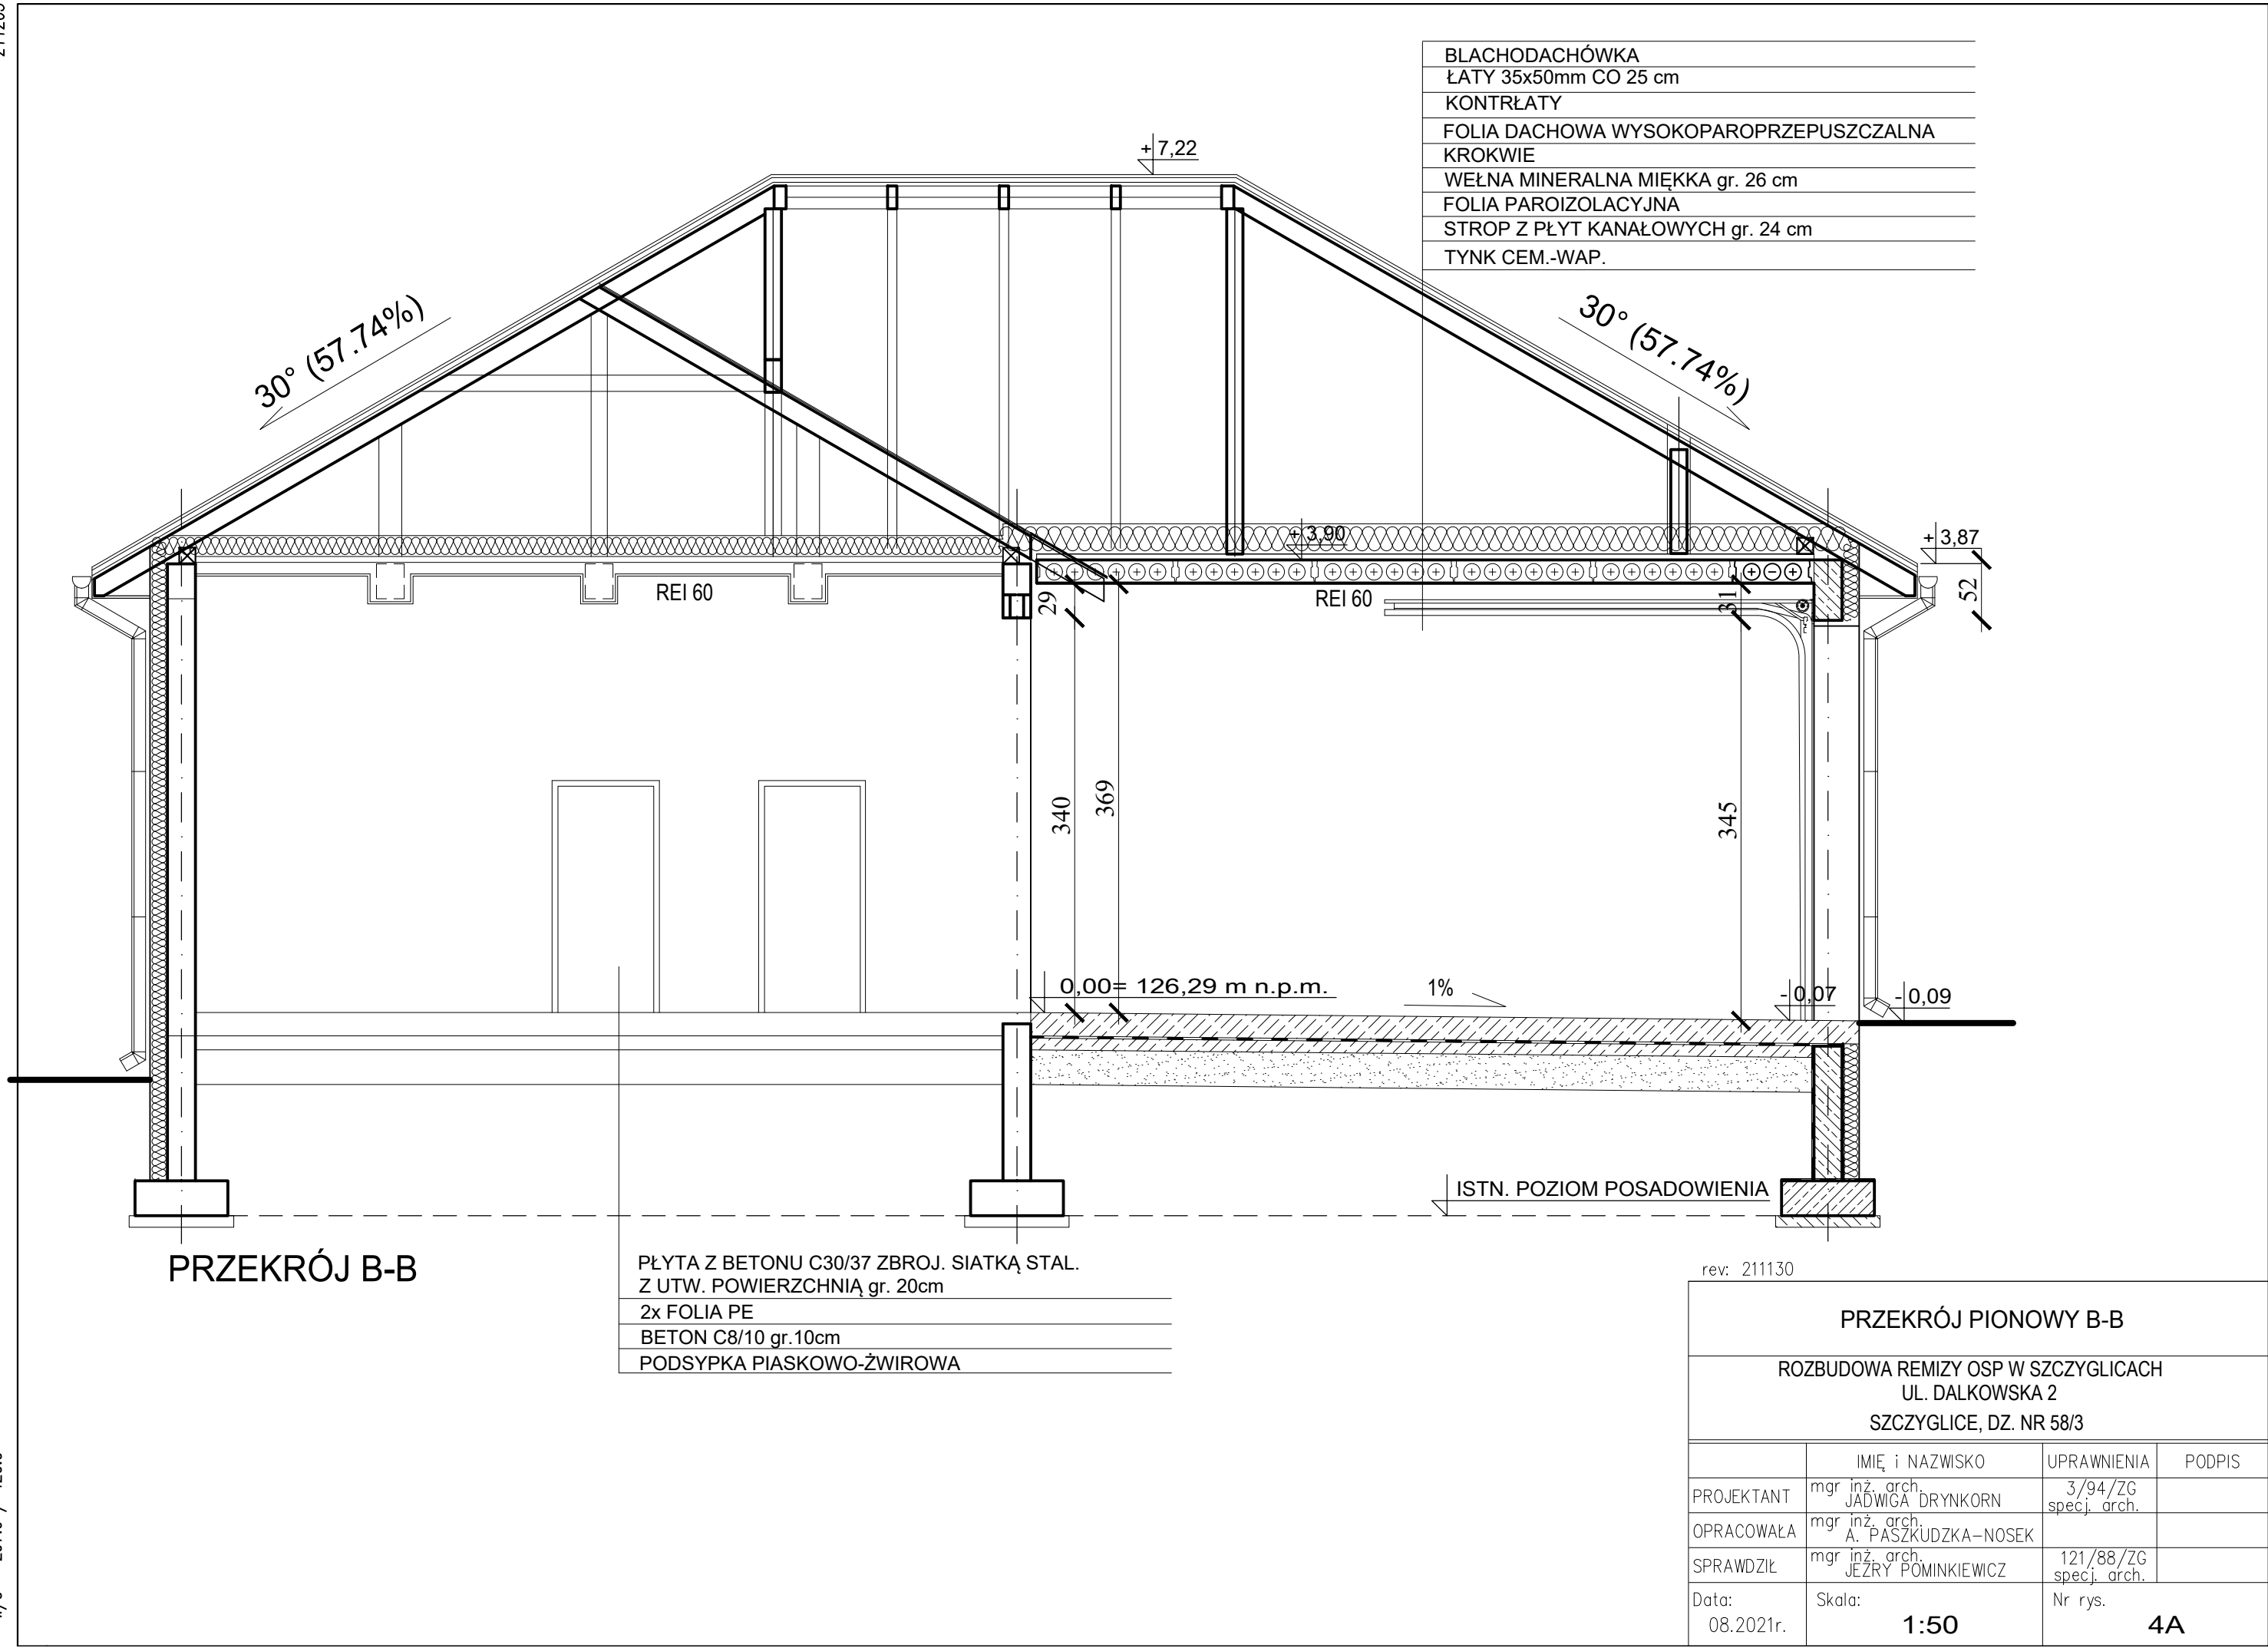 BLACHODACHÓWKA
ŁATY 35x50mm CO 25 cm
KONTRŁATY
FOLIA DACHOWA WYSOKOPAROPRZEPUSZCZALNA
KROKWIE
WEŁNA MINERALNA MIĘKKA gr. 26 cm
FOLIA PAROIZOLACYJNA
STROP Z PŁYT KANAŁOWYCH gr. 24 cm
TYNK CEM.-WAP.
+ 7,22
30° (57.74%)
30° (57.74%)
+ 3,90
+ 3,87
52
REI 60
29
REI 60
31
340
369
345
0,00= 126,29 m n.p.m.
1%
- 0,07
- 0,09
ISTN. POZIOM POSADOWIENIA
PRZEKRÓJ B-B
PŁYTA Z BETONU C30/37 ZBROJ. SIATKĄ STAL.
Z UTW. POWIERZCHNIĄ gr. 20cm
2x FOLIA PE
BETON C8/10 gr.10cm
PODSYPKA PIASKOWO-ŻWIROWA
rev: 211130
PRZEKRÓJ PIONOWY B-B
ROZBUDOWA REMIZY OSP W SZCZYGLICACH
UL. DALKOWSKA 2
SZCZYGLICE, DZ. NR 58/3
IMIĘ i NAZWISKO UPRAWNIENIA PODPIS
PROJEKTANT mgr inż. arch. JADWIGA DRYNKORN 3/94/ZG spec. arch.
OPRACOWAŁA mgr inż. arch. A. PASZKUDZKA-NOSEK
SPRAWDZIŁ mgr inż. arch. JEZRY POMINKIEWICZ 121/88/ZG specj. arch.
Data: 08.2021r.
Skala: 1:50
Nr rys. 4A